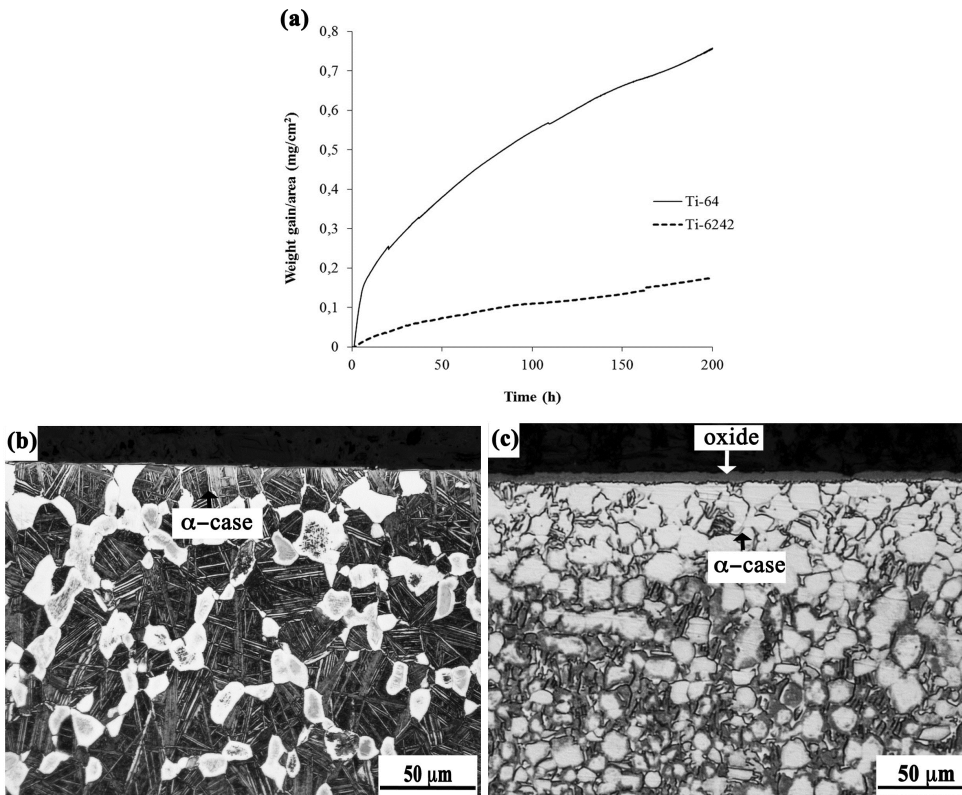 (a)
Weight gain/area (mg/cm²)
0,9
0,8
0,7
0,6
0,5
0,4
0,3
0,2
0,1
0
0
50
100
150
200
Time (h)
Ti-64
Ti-6242
(b)
α-case
50 µm
(c)
oxide
α-case
50 µm